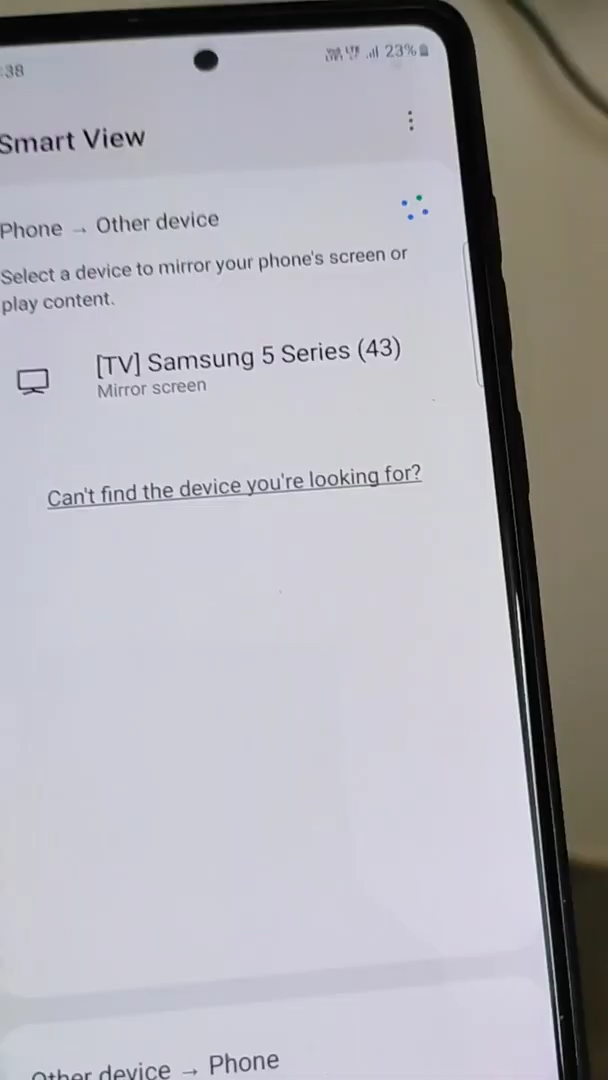 :38
23%
Smart View
Phone → Other device
Select a device to mirror your phone's screen or
play content.
[TV] Samsung 5 Series (43)
Mirror screen
Can't find the device you're looking for?
Other device → Phone